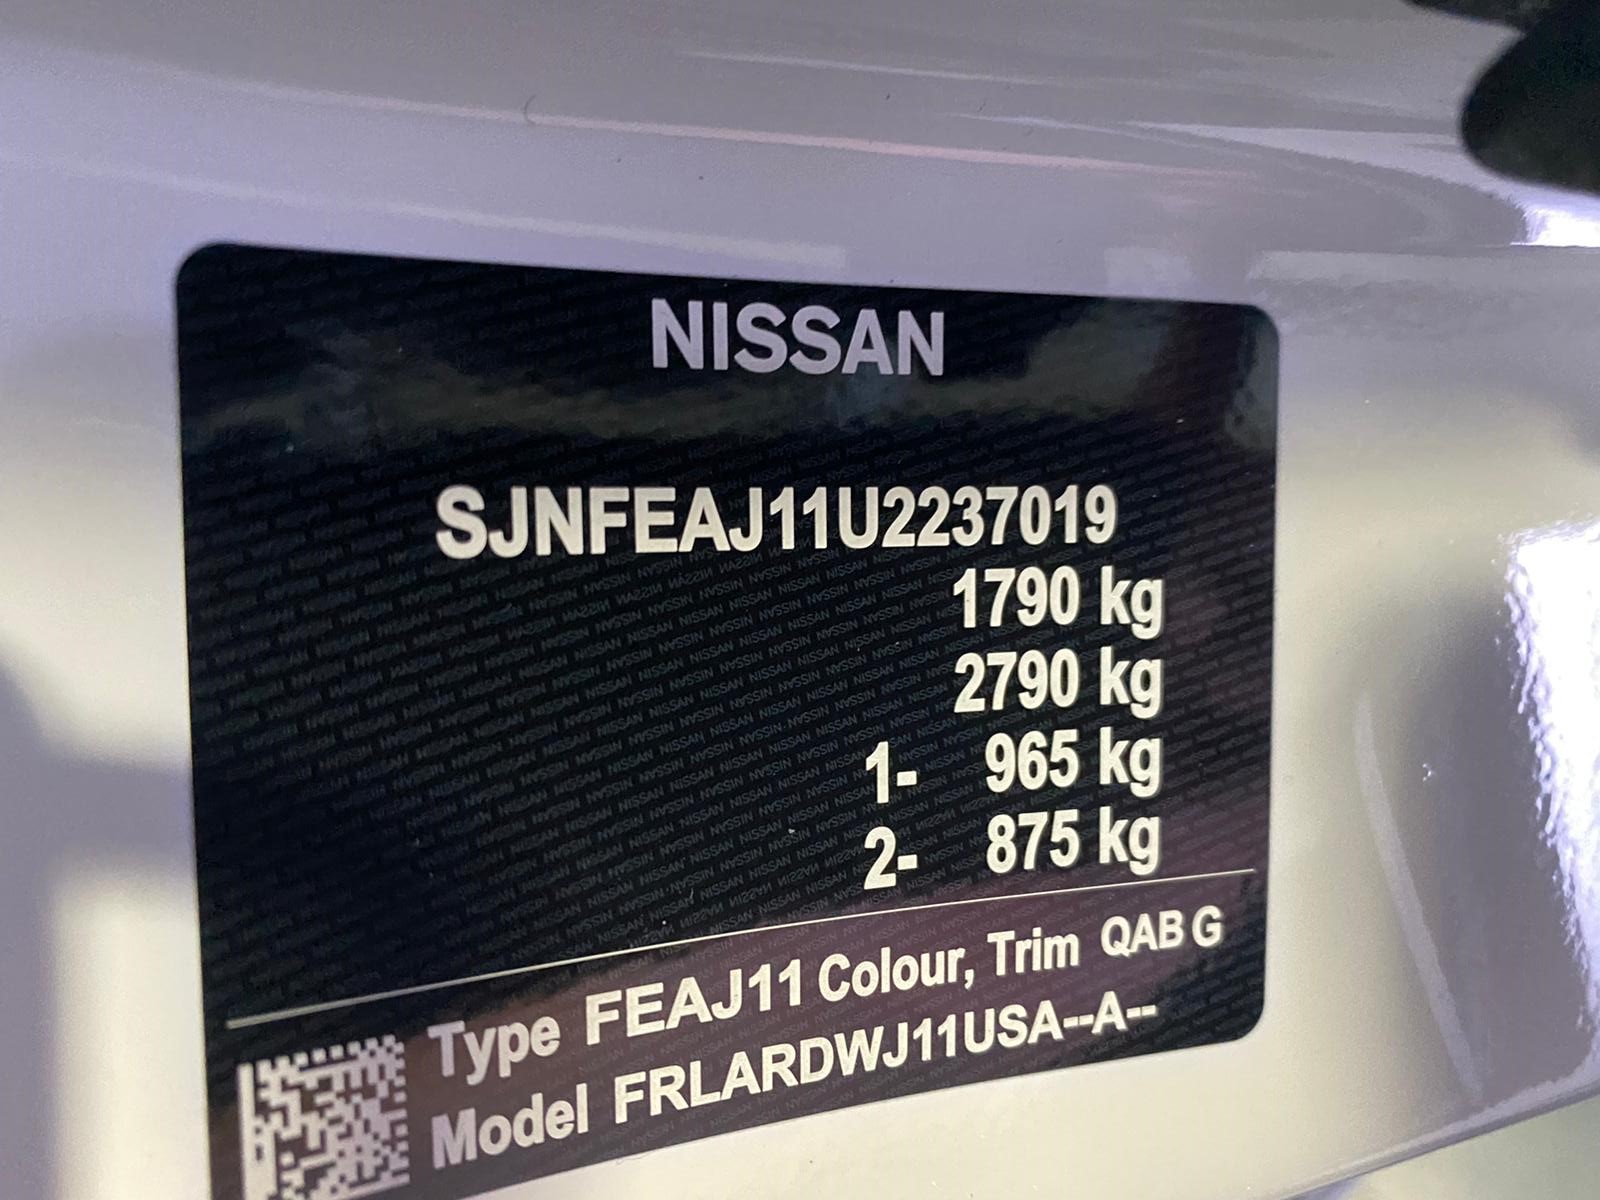 NISSAN
SJNFEAJ11U2237019
1790 kg
2790 kg
1- 965 kg
2- 875 kg
Type FEAJ11 Colour, Trim QAB G
Model FRLARDWJ11USA--A--